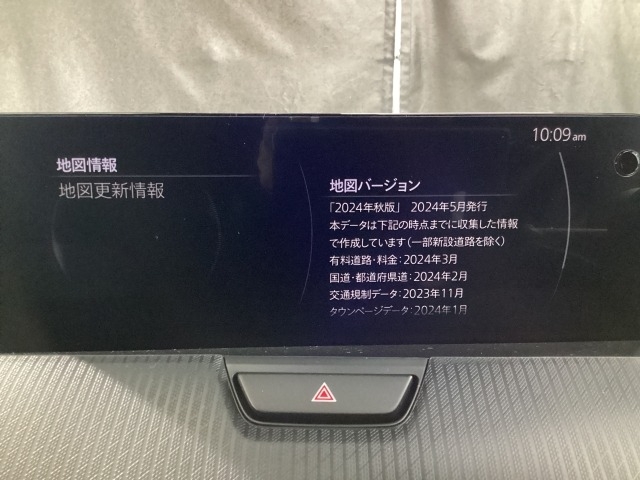 10:09 am
地図情報
地図更新情報
地図バージョン
「2024年秋版」 2024年5月発行
本データは下記の時点までに収集した情報
で作成しています(一部新設道路を除く)
有料道路・料金:2024年3月
国道・都道府県道:2024年2月
交通規制データ:2023年11月
タウンページデータ:2024年1月